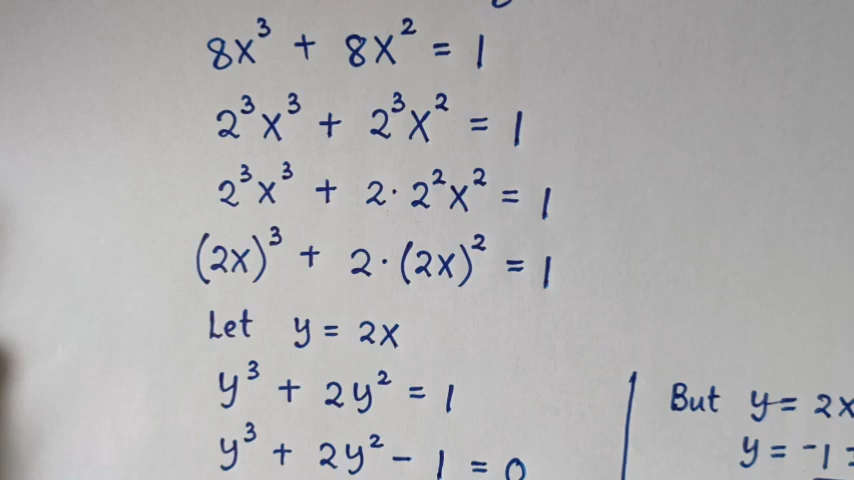 8x³ + 8x² = 1
2³x³ + 2³x² = 1
2³x³ + 2·2²x² = 1
(2x)³ + 2·(2x)² = 1
Let y = 2x
y³ + 2y² = 1
y³ + 2y² - 1 = 0
But y = 2x
y = -1 =